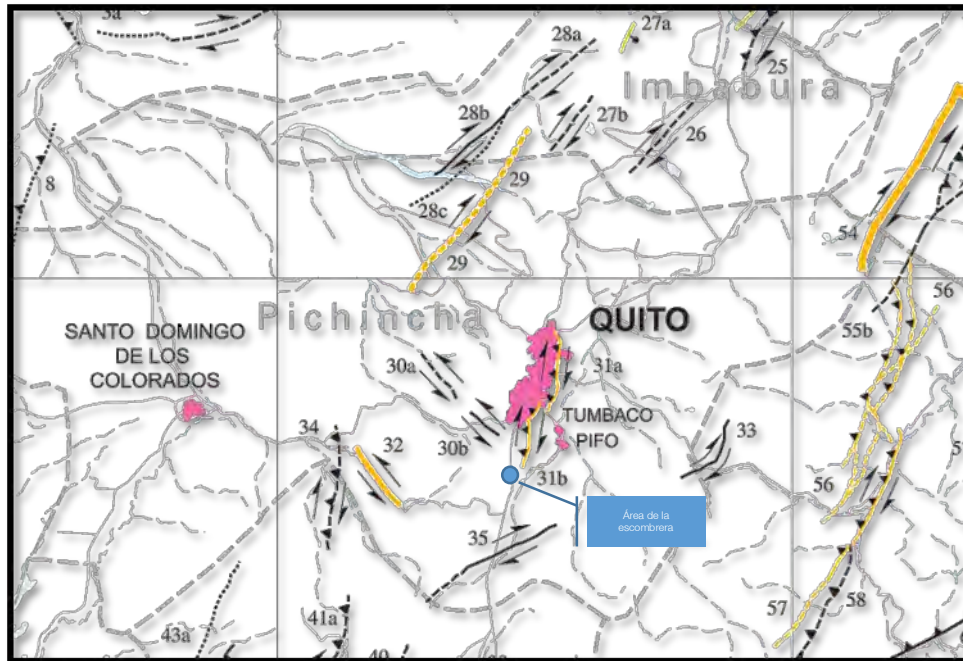 3a
28a
27a
25
Imbabura
28b
27b
26
8
29
28c
54
29
56
Pichincha
QUITO
SANTO DOMINGO
DE LOS
COLORADOS
55b
30a
31a
TUMBACO
34
32
30b
PIFO
33
31b
56
Área de la
escombrera
35
57
58
41a
43a